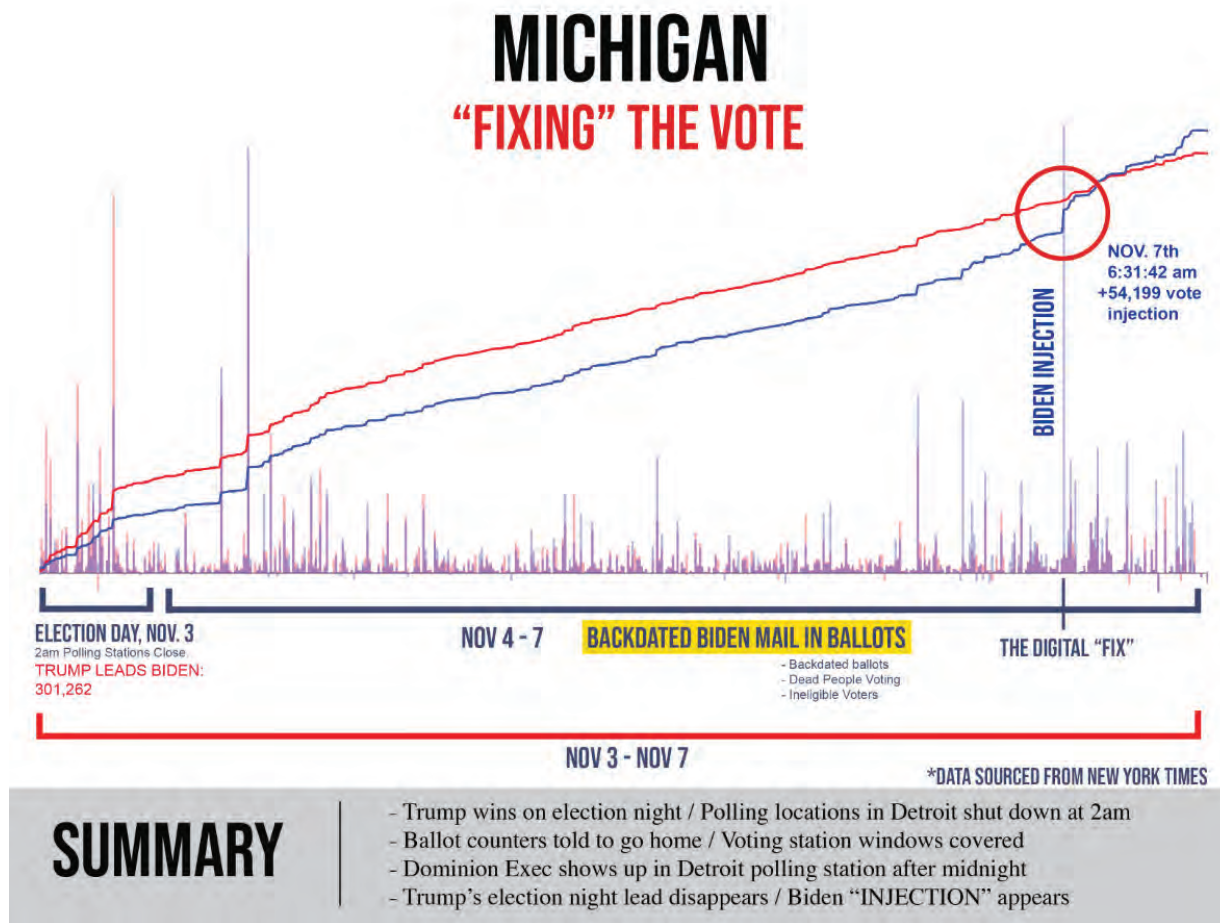 MICHIGAN
“FIXING” THE VOTE
NOV. 7th
6:31:42 am
+54,199 vote
injection
BIDEN INJECTION
ELECTION DAY, NOV. 3
2am Polling Stations Close
TRUMP LEADS BIDEN:
301,262
NOV 4 - 7 BACKDATED BIDEN MAIL IN BALLOTS
- Backdated ballots
- Dead People Voting
- Ineligible Voters
THE DIGITAL “FIX”
NOV 3 - NOV 7
*DATA SOURCED FROM NEW YORK TIMES
SUMMARY
- Trump wins on election night / Polling locations in Detroit shut down at 2am
- Ballot counters told to go home / Voting station windows covered
- Dominion Exec shows up in Detroit polling station after midnight
- Trump’s election night lead disappears / Biden “INJECTION” appears